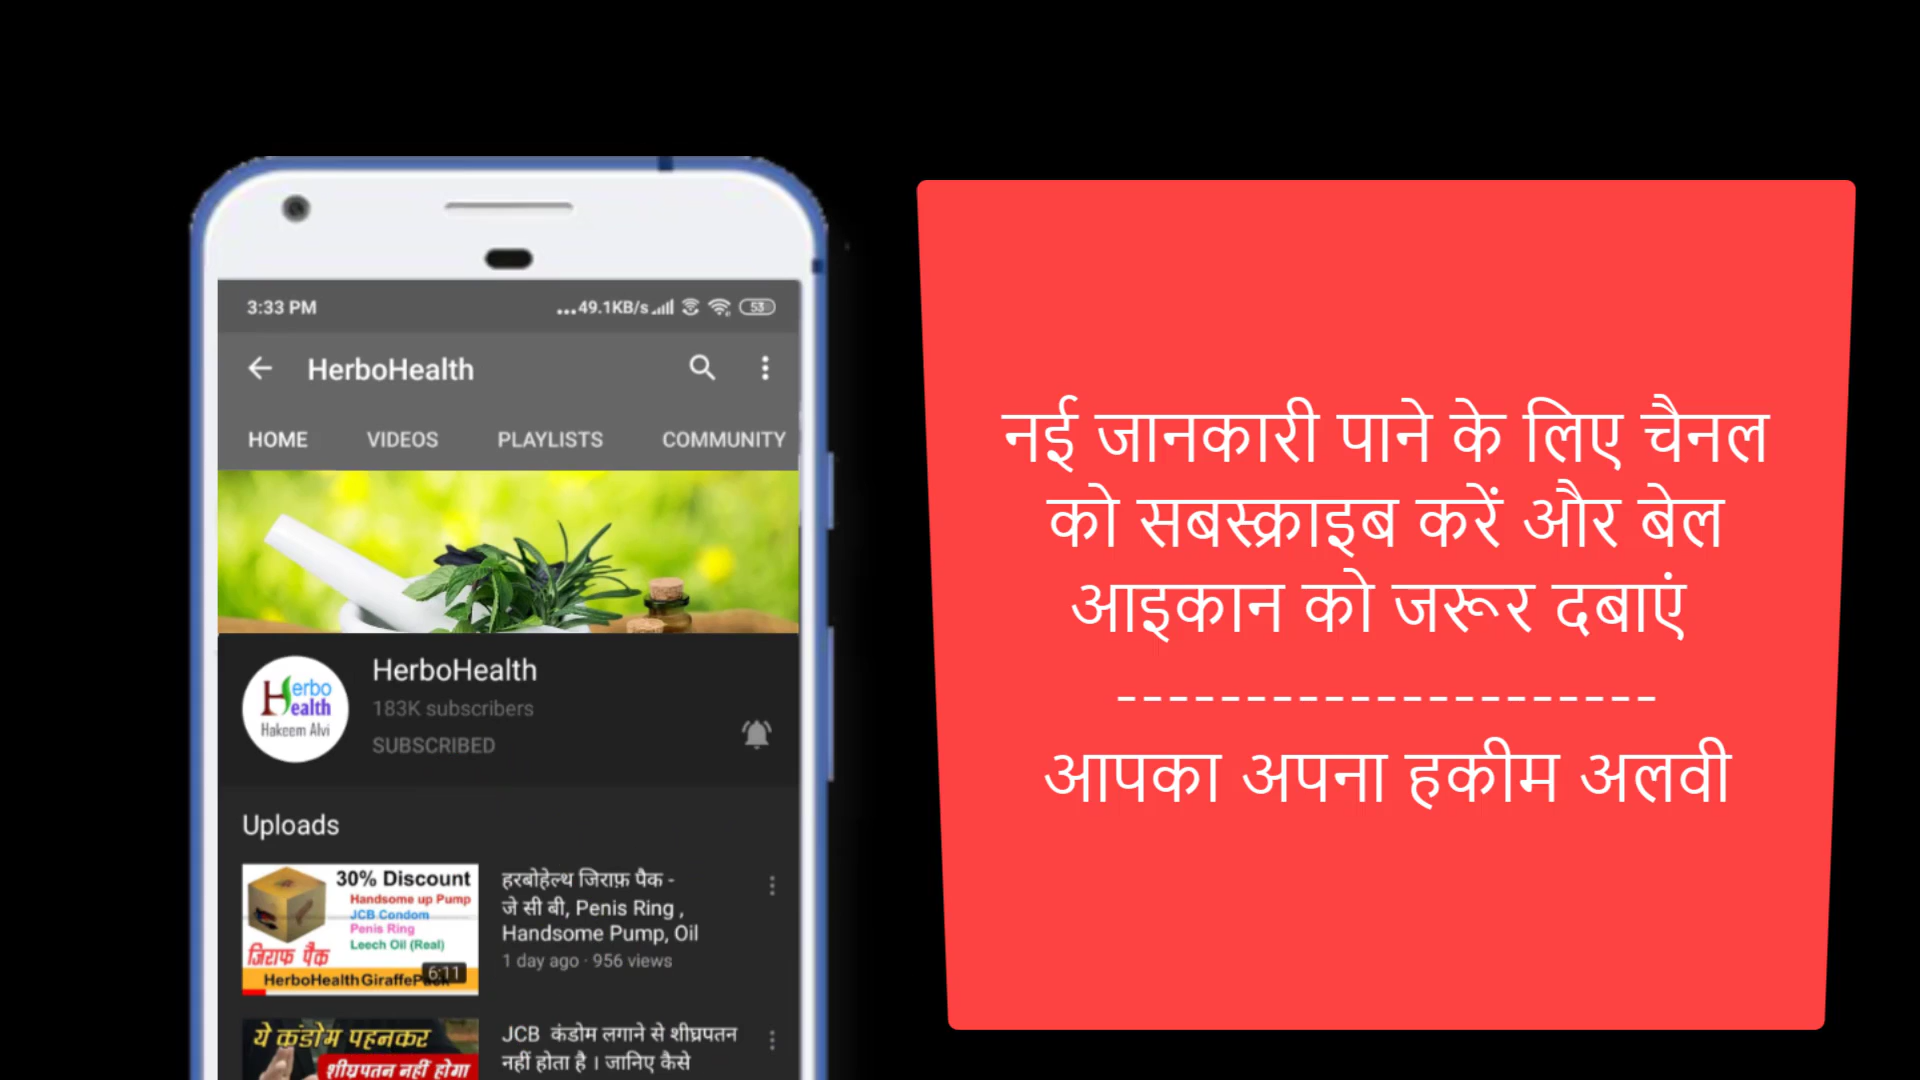 3:33 PM
...49.1KB/s
53
HerboHealth
HOME VIDEOS PLAYLISTS COMMUNITY
Herbo
Health
Hakeem Alvi
HerboHealth
183K subscribers
SUBSCRIBED
Uploads
30% Discount
Handsome up Pump
JCB Condom
Penis Ring
Leech Oil (Real)
जिराफ पैक
6:11
HerboHealthGiraffeP
हरबोहेल्थ जिराफ़ पैक -
जे सी बी, Penis Ring ,
Handsome Pump, Oil
1 day ago · 956 views
ये कंडोम पहनकर
शीघ्रपतन नहीं होगा
JCB कंडोम लगाने से शीघ्रपतन
नहीं होता है । जानिए कैसे
नई जानकारी पाने के लिए चैनल
को सबस्क्राइब करें और बेल
आइकान को जरूर दबाएं
---------------------
आपका अपना हकीम अलवी